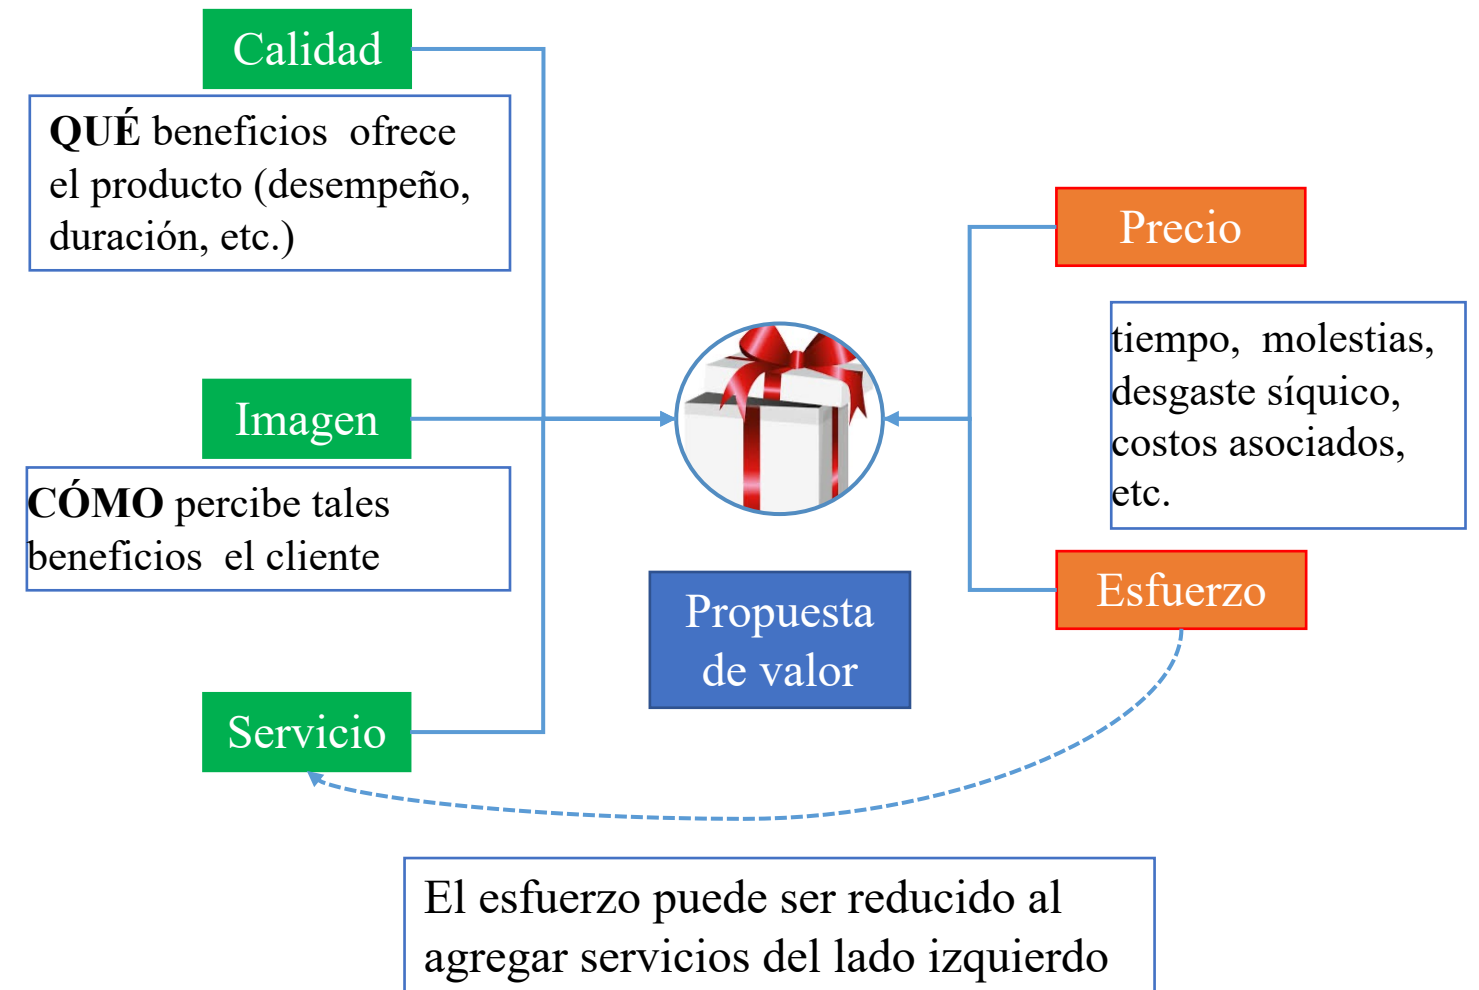 Calidad
QUÉ beneficios ofrece
el producto (desempeño,
duración, etc.)
Imagen
CÓMO percibe tales
beneficios el cliente
Servicio
Propuesta
de valor
Precio
tiempo, molestias,
desgaste síquico,
costos asociados,
etc.
Esfuerzo
El esfuerzo puede ser reducido al
agregar servicios del lado izquierdo